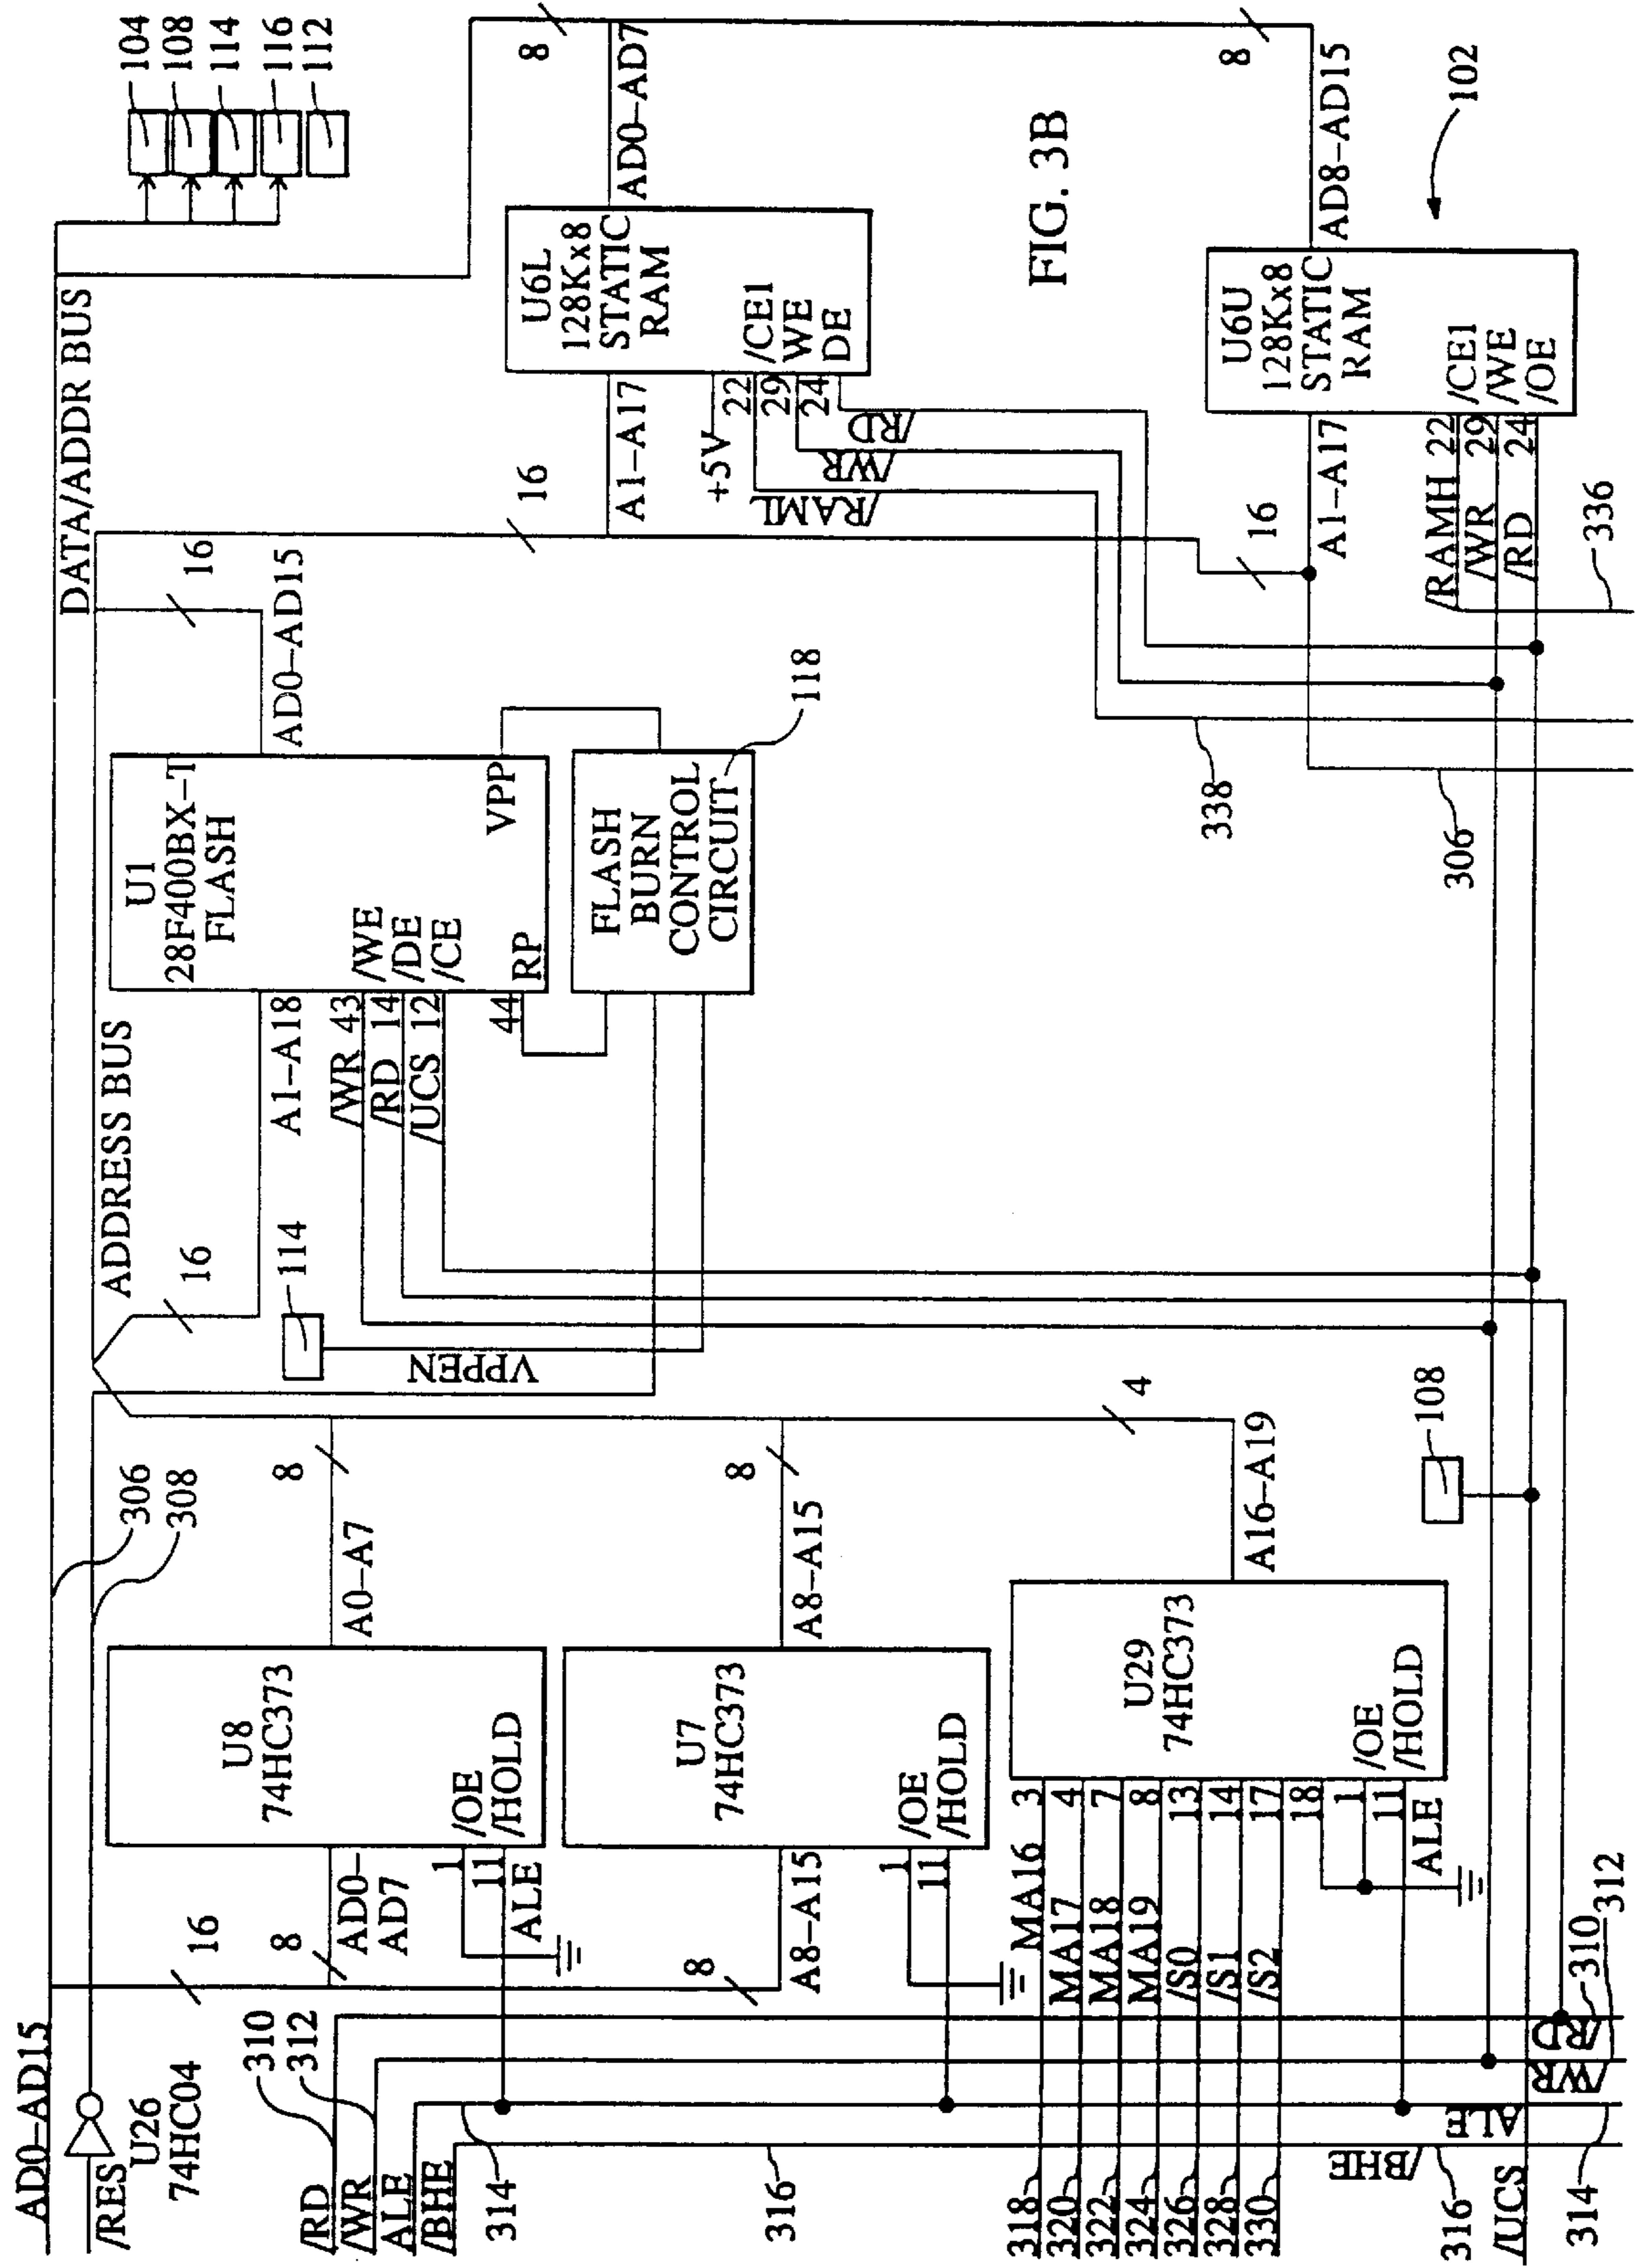 AD0–AD15
/RES
U26
74HC04
/RD
/WR
ALE
/BHE
310
312
314
316
318
320
322
324
326
328
330
MA16
MA17
MA18
MA19
/S0
/S1
/S2
3
4
7
8
13
14
17
18
1
11
ALE
U29
74HC373
/OE
/HOLD
A16–A19
4
16
8
AD0–
AD7
1
11
ALE
U8
74HC373
/OE
/HOLD
A0–A7
8
8
A8–A15
1
11
U7
74HC373
/OE
/HOLD
A8–A15
8
306
308
/BHE
ALE
/WR
/RD
316
/UCS
314
310
312
108
114
VPPEN
ADDRESS BUS
16
A1–A18
/WR 43
/RD 14
/UCS 12
44
U1
28F400BX–T
FLASH
/WE
/DE
/CE
RP
VPP
FLASH
BURN
CONTROL
CIRCUIT
118
AD0–AD15
16
DATA/ADDR BUS
16
A1–A17
+5V
22
29
24
/RAML
/WR
/RD
U6L
128Kx8
STATIC
RAM
/CE1
WE
DE
AD0–AD7
8
8
104
108
114
116
112
FIG. 3B
338
306
336
16
A1–A17
/RAMH 22
/WR 29
/RD 24
U6U
128Kx8
STATIC
RAM
/CE1
/WE
/OE
AD8–AD15
102